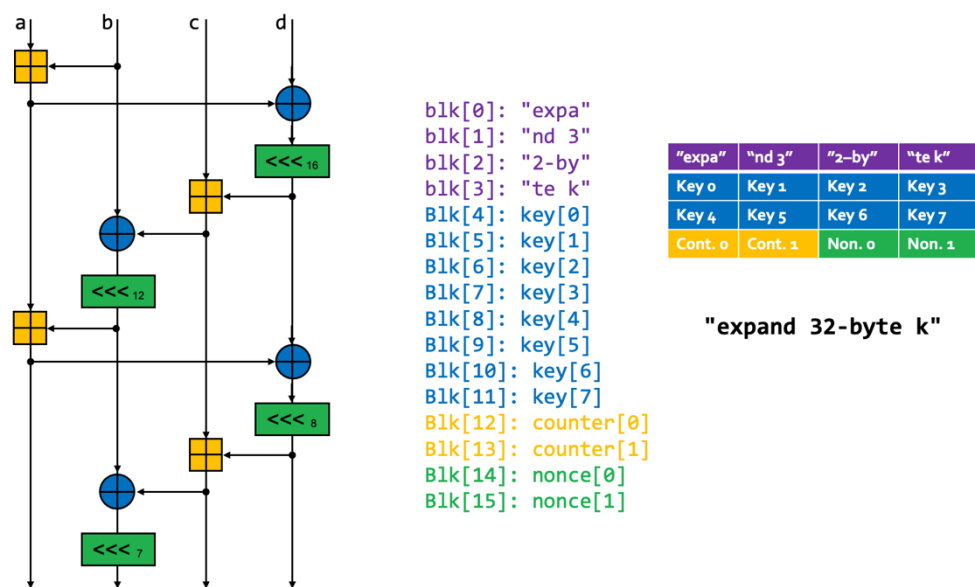 a b c d
<<< 16
<<< 12
<<< 8
<<< 7
blk[0]: "expa"
blk[1]: "nd 3"
blk[2]: "2-by"
blk[3]: "te k"
Blk[4]: key[0]
Blk[5]: key[1]
Blk[6]: key[2]
Blk[7]: key[3]
Blk[8]: key[4]
Blk[9]: key[5]
Blk[10]: key[6]
Blk[11]: key[7]
Blk[12]: counter[0]
Blk[13]: counter[1]
Blk[14]: nonce[0]
Blk[15]: nonce[1]
"expa" "nd 3" "2–by" "te k"
Key 0 Key 1 Key 2 Key 3
Key 4 Key 5 Key 6 Key 7
Cont. 0 Cont. 1 Non. 0 Non. 1
"expand 32-byte k"